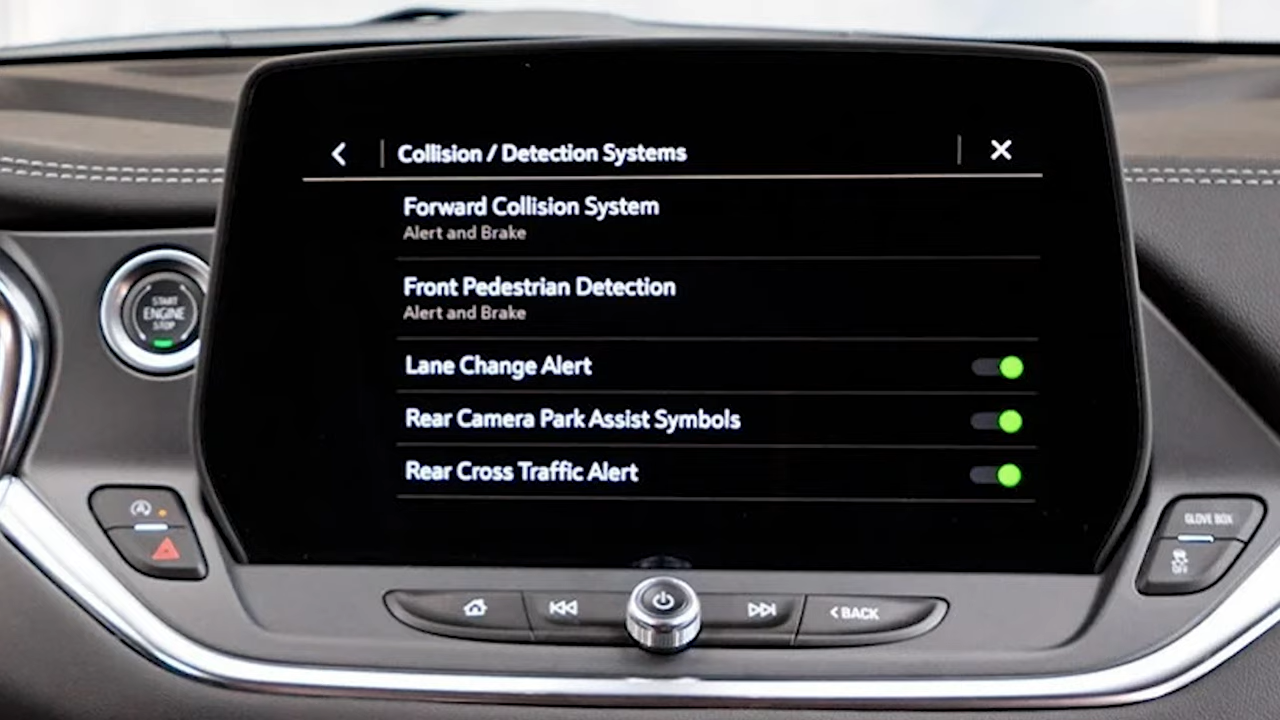 Collision / Detection Systems
Forward Collision System
Alert and Brake
Front Pedestrian Detection
Alert and Brake
Lane Change Alert
Rear Camera Park Assist Symbols
Rear Cross Traffic Alert
START
ENGINE
STOP
GLOVE BOX
OFF
BACK